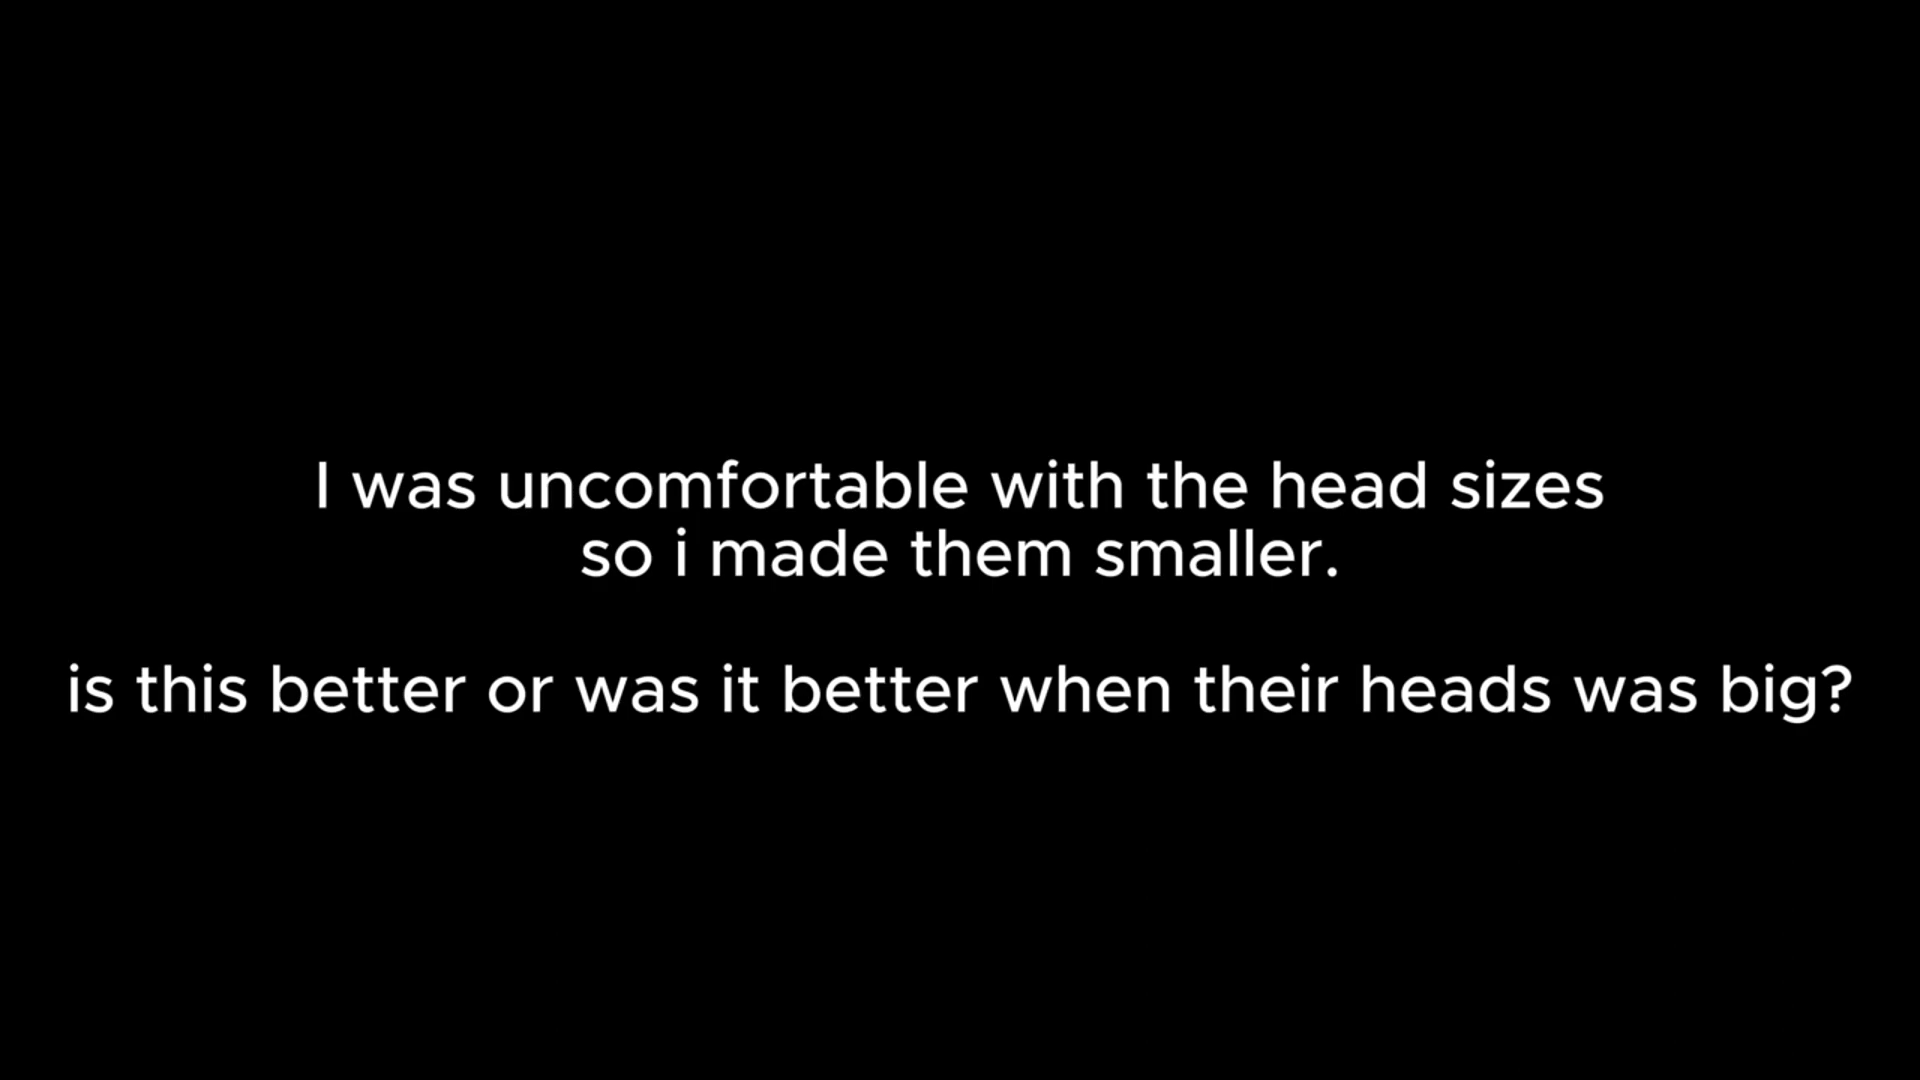 I was uncomfortable with the head sizes
so i made them smaller.
is this better or was it better when their heads was big?